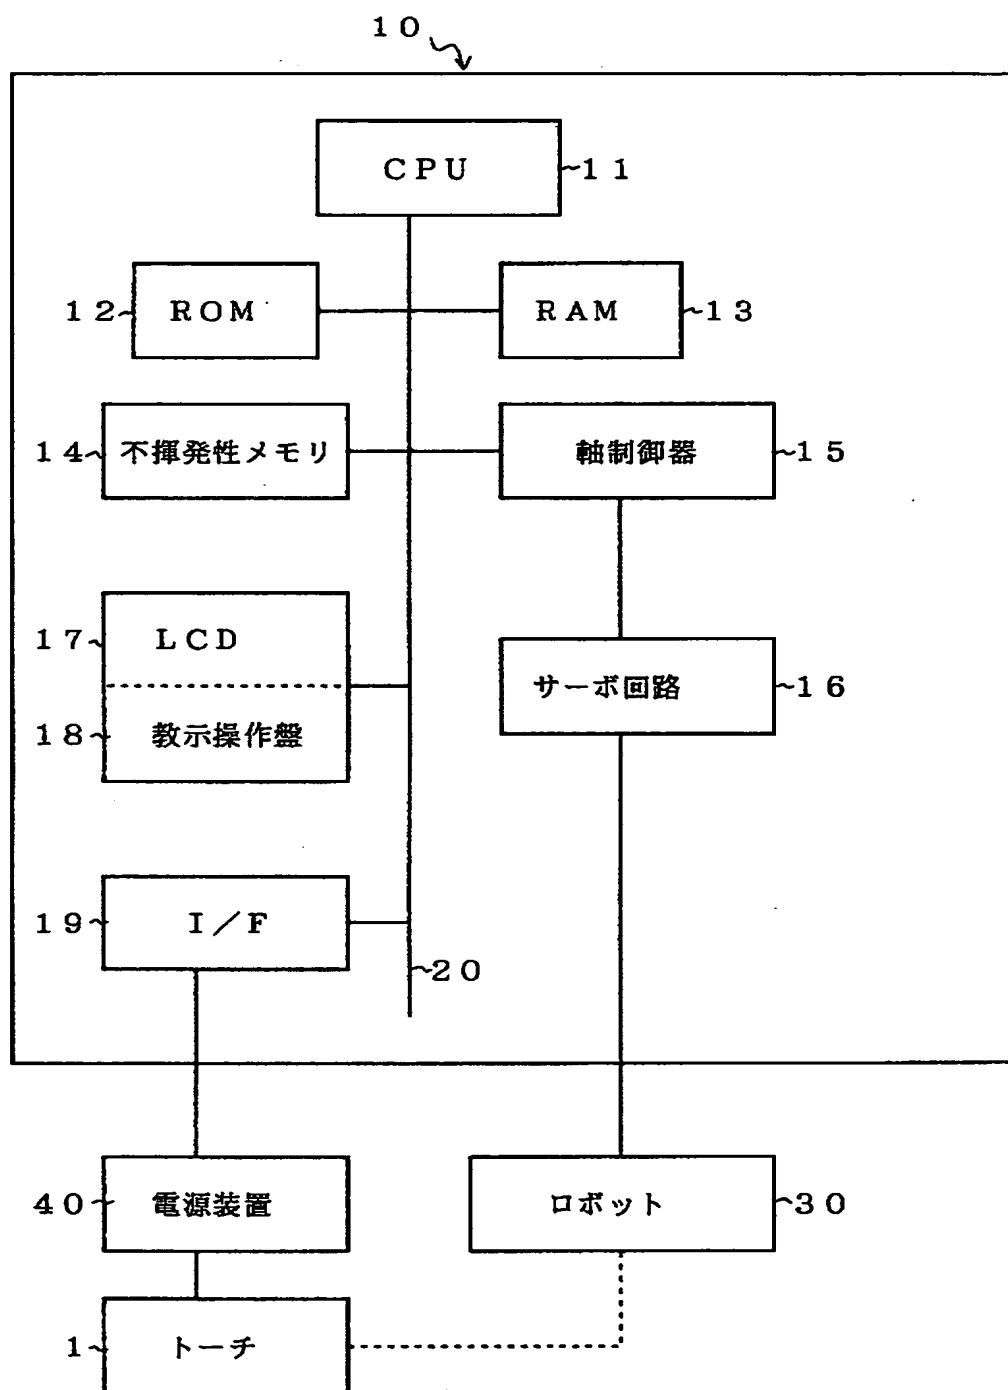 10
CPU 11
12 ROM RAM 13
14 不揮発性メモリ 軸制御器 15
17 LCD
サーボ回路 16
18 教示操作盤
19 I/F
20
40 電源装置 ロボット 30
1 トーチ